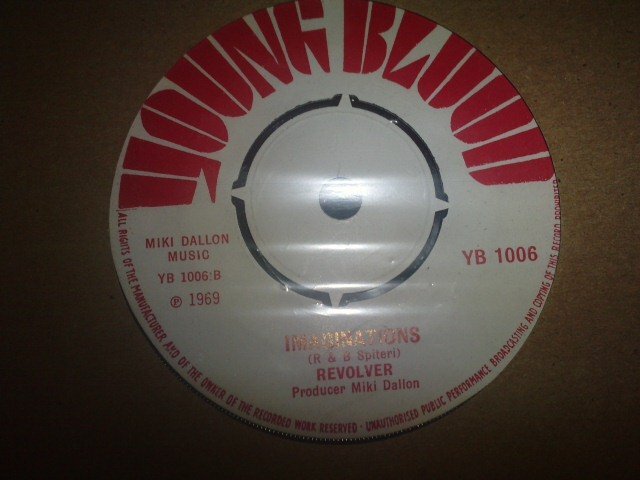 YOUNG BLOOD
MIKI DALLON
MUSIC
YB 1006:B
℗ 1969
YB 1006
IMAGINATIONS
(R & B Spiteri)
REVOLVER
Producer Miki Dallon
ALL RIGHTS OF THE MANUFACTURER, AND OF THE OWNER OF THE RECORDED WORK RESERVED · UNAUTHORISED PUBLIC PERFORMANCE BROADCASTING AND COPYING OF THIS RECORD PROHIBITED